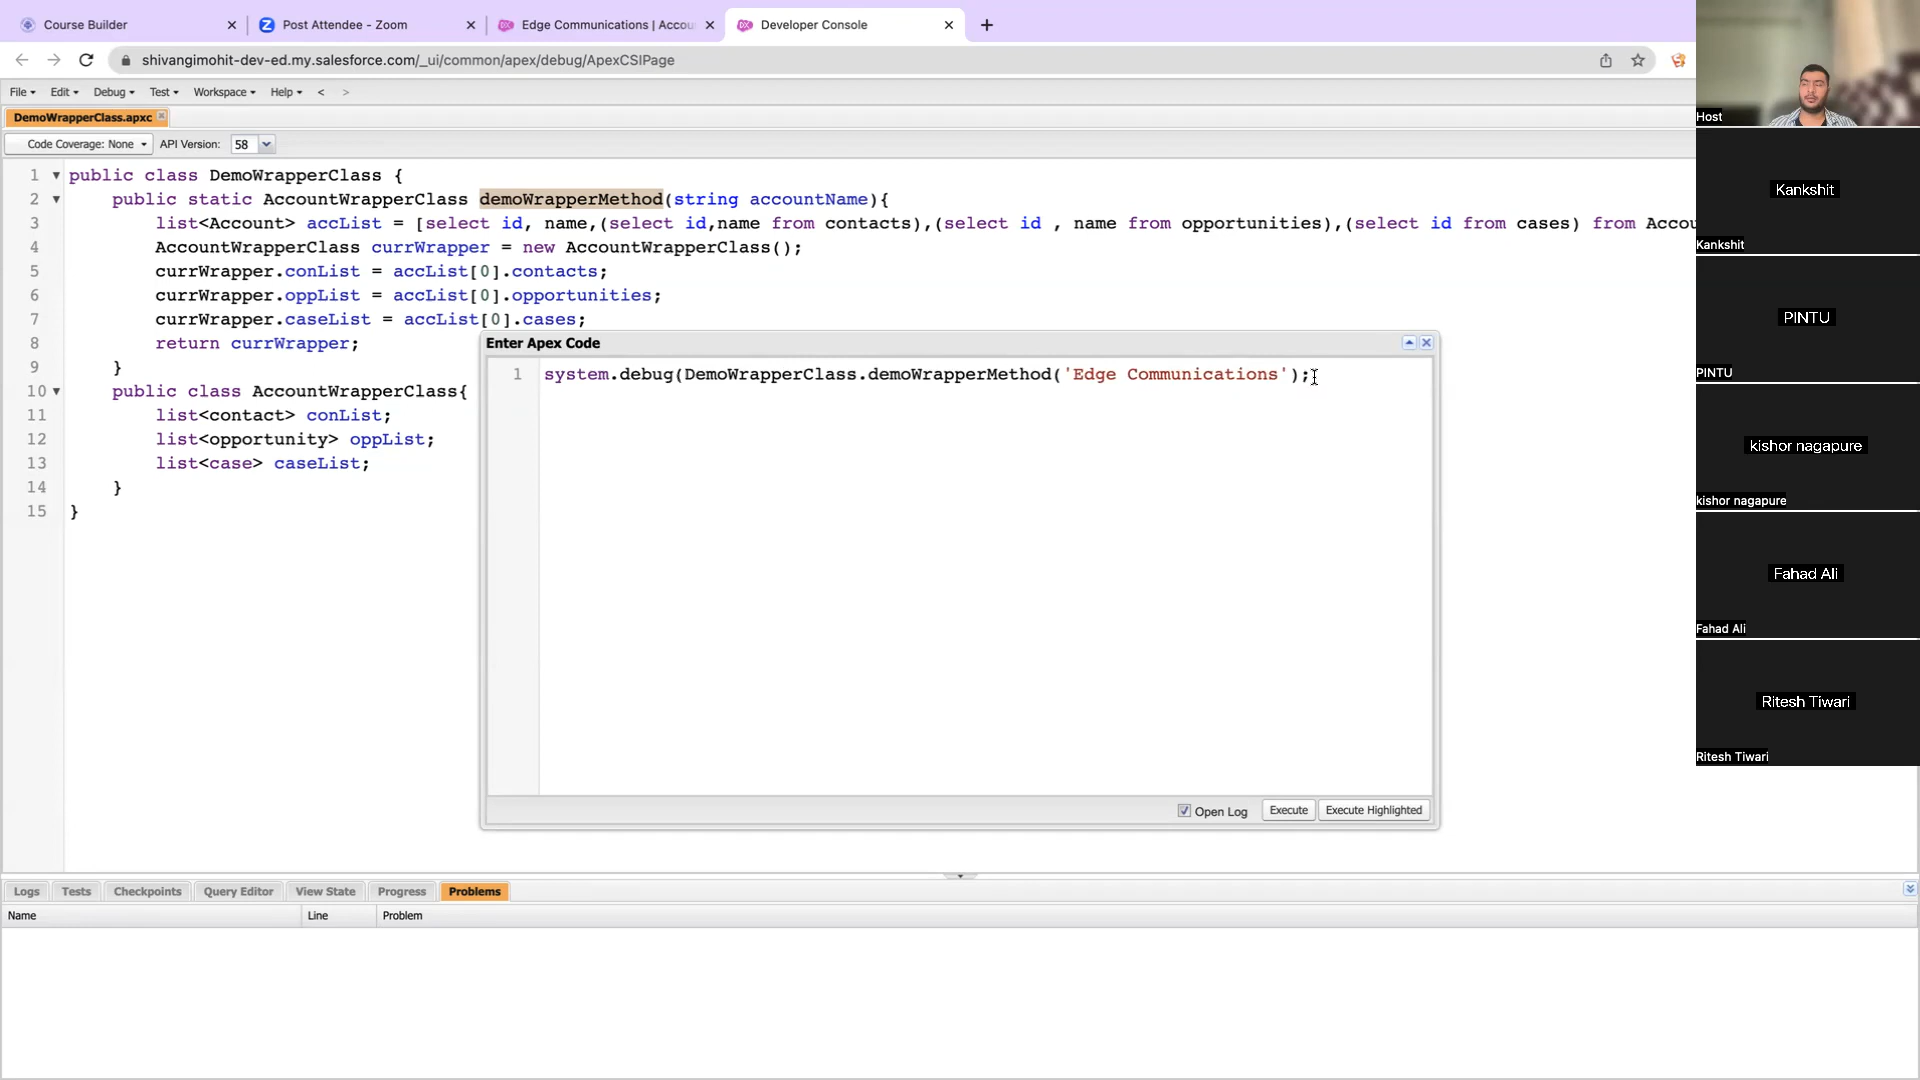 Course Builder
Post Attendee - Zoom
Edge Communications | Accou
Developer Console
shivangimohit-dev-ed.my.salesforce.com/_ui/common/apex/debug/ApexCSIPage
File
Edit
Debug
Test
Workspace
Help
<
>
DemoWrapperClass.apxc
Code Coverage: None
API Version:
58
1 public class DemoWrapperClass {
2 public static AccountWrapperClass demoWrapperMethod(string accountName){
3 list<Account> accList = [select id, name,(select id,name from contacts),(select id , name from opportunities),(select id from cases) from Accou
4 AccountWrapperClass currWrapper = new AccountWrapperClass();
5 currWrapper.conList = accList[0].contacts;
6 currWrapper.oppList = accList[0].opportunities;
7 currWrapper.caseList = accList[0].cases;
8 return currWrapper;
9 }
10 public class AccountWrapperClass{
11 list<contact> conList;
12 list<opportunity> oppList;
13 list<case> caseList;
14 }
15 }
Enter Apex Code
1 system.debug(DemoWrapperClass.demoWrapperMethod('Edge Communications');
Open Log
Execute
Execute Highlighted
Logs
Tests
Checkpoints
Query Editor
View State
Progress
Problems
Name
Line
Problem
Host
Kankshit
Kankshit
PINTU
PINTU
kishor nagapure
kishor nagapure
Fahad Ali
Fahad Ali
Ritesh Tiwari
Ritesh Tiwari